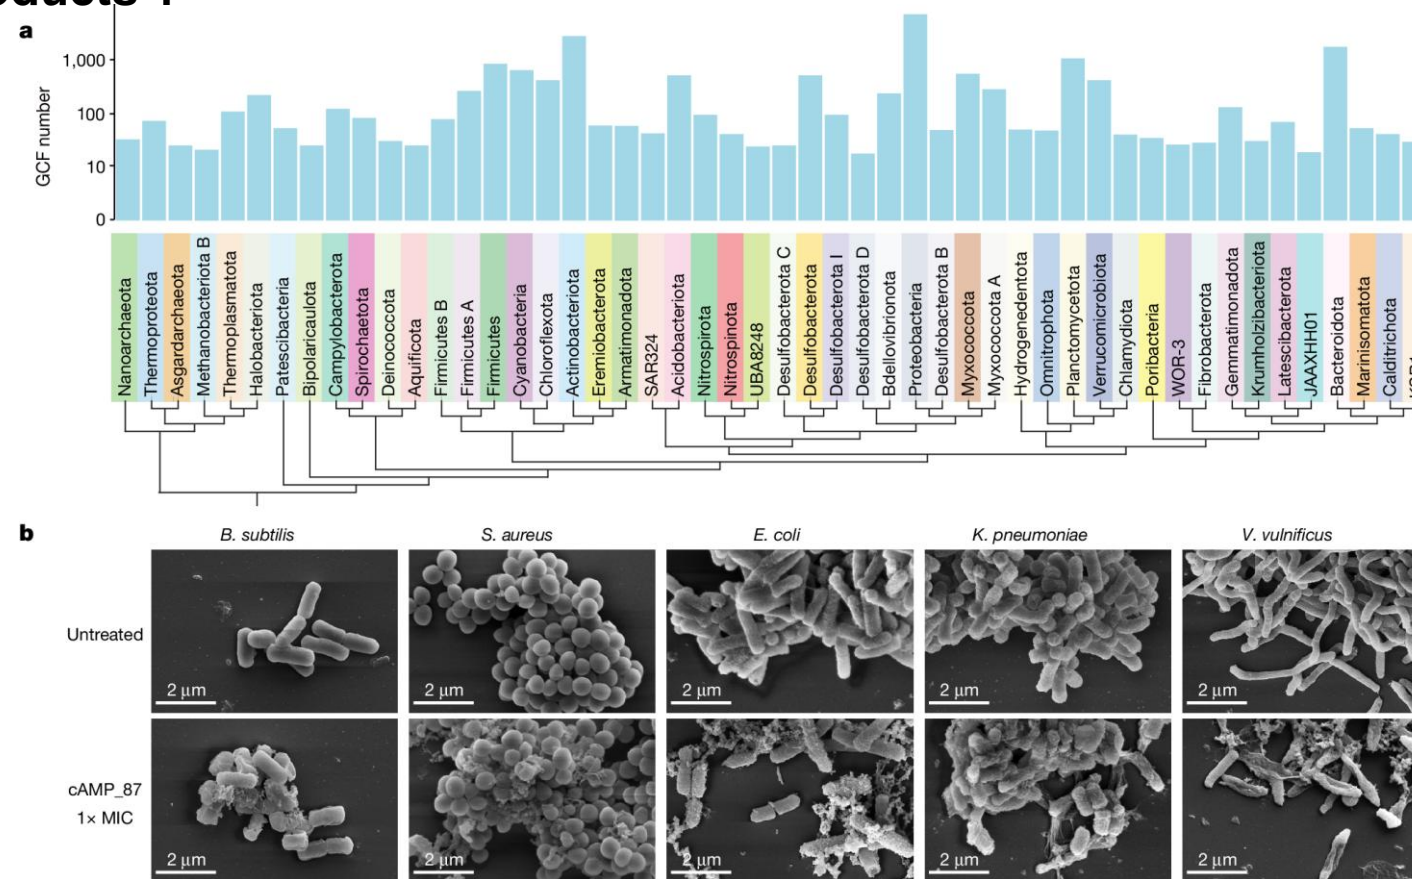 a
GCF number
1,000
100
10
0
Nanoarchaeota
Thermoproteota
Asgardarchaeota
Methanobacteriota B
Thermoplasmatota
Halobacteriota
Patescibacteria
Bipolaricaulota
Campylobacterota
Spirochaetota
Deinococcota
Aquificota
Firmicutes B
Firmicutes A
Firmicutes
Cyanobacteria
Chloroflexota
Actinobacteriota
Eremiobacterota
Armatimonadota
SAR324
Acidobacteriota
Nitrospirota
Nitrospinota
UBA8248
Desulfobacterota C
Desulfobacterota
Desulfobacterota I
Desulfobacterota D
Bdellovibrionota
Proteobacteria
Desulfobacterota B
Myxococcota
Myxococcota A
Hydrogenedentota
Omnitrophota
Planctomycetota
Verrucomicrobiota
Chlamydiota
Poribacteria
WOR-3
Fibrobacterota
Gemmatimonadota
Krumholzibacteriota
Latescibacterota
JAAXHH01
Bacteroidota
Marinisomatota
Calditrichota
b
B. subtilis
S. aureus
E. coli
K. pneumoniae
V. vulnificus
Untreated
2 μm
2 μm
2 μm
2 μm
2 μm
cAMP_87
1× MIC
2 μm
2 μm
2 μm
2 μm
2 μm